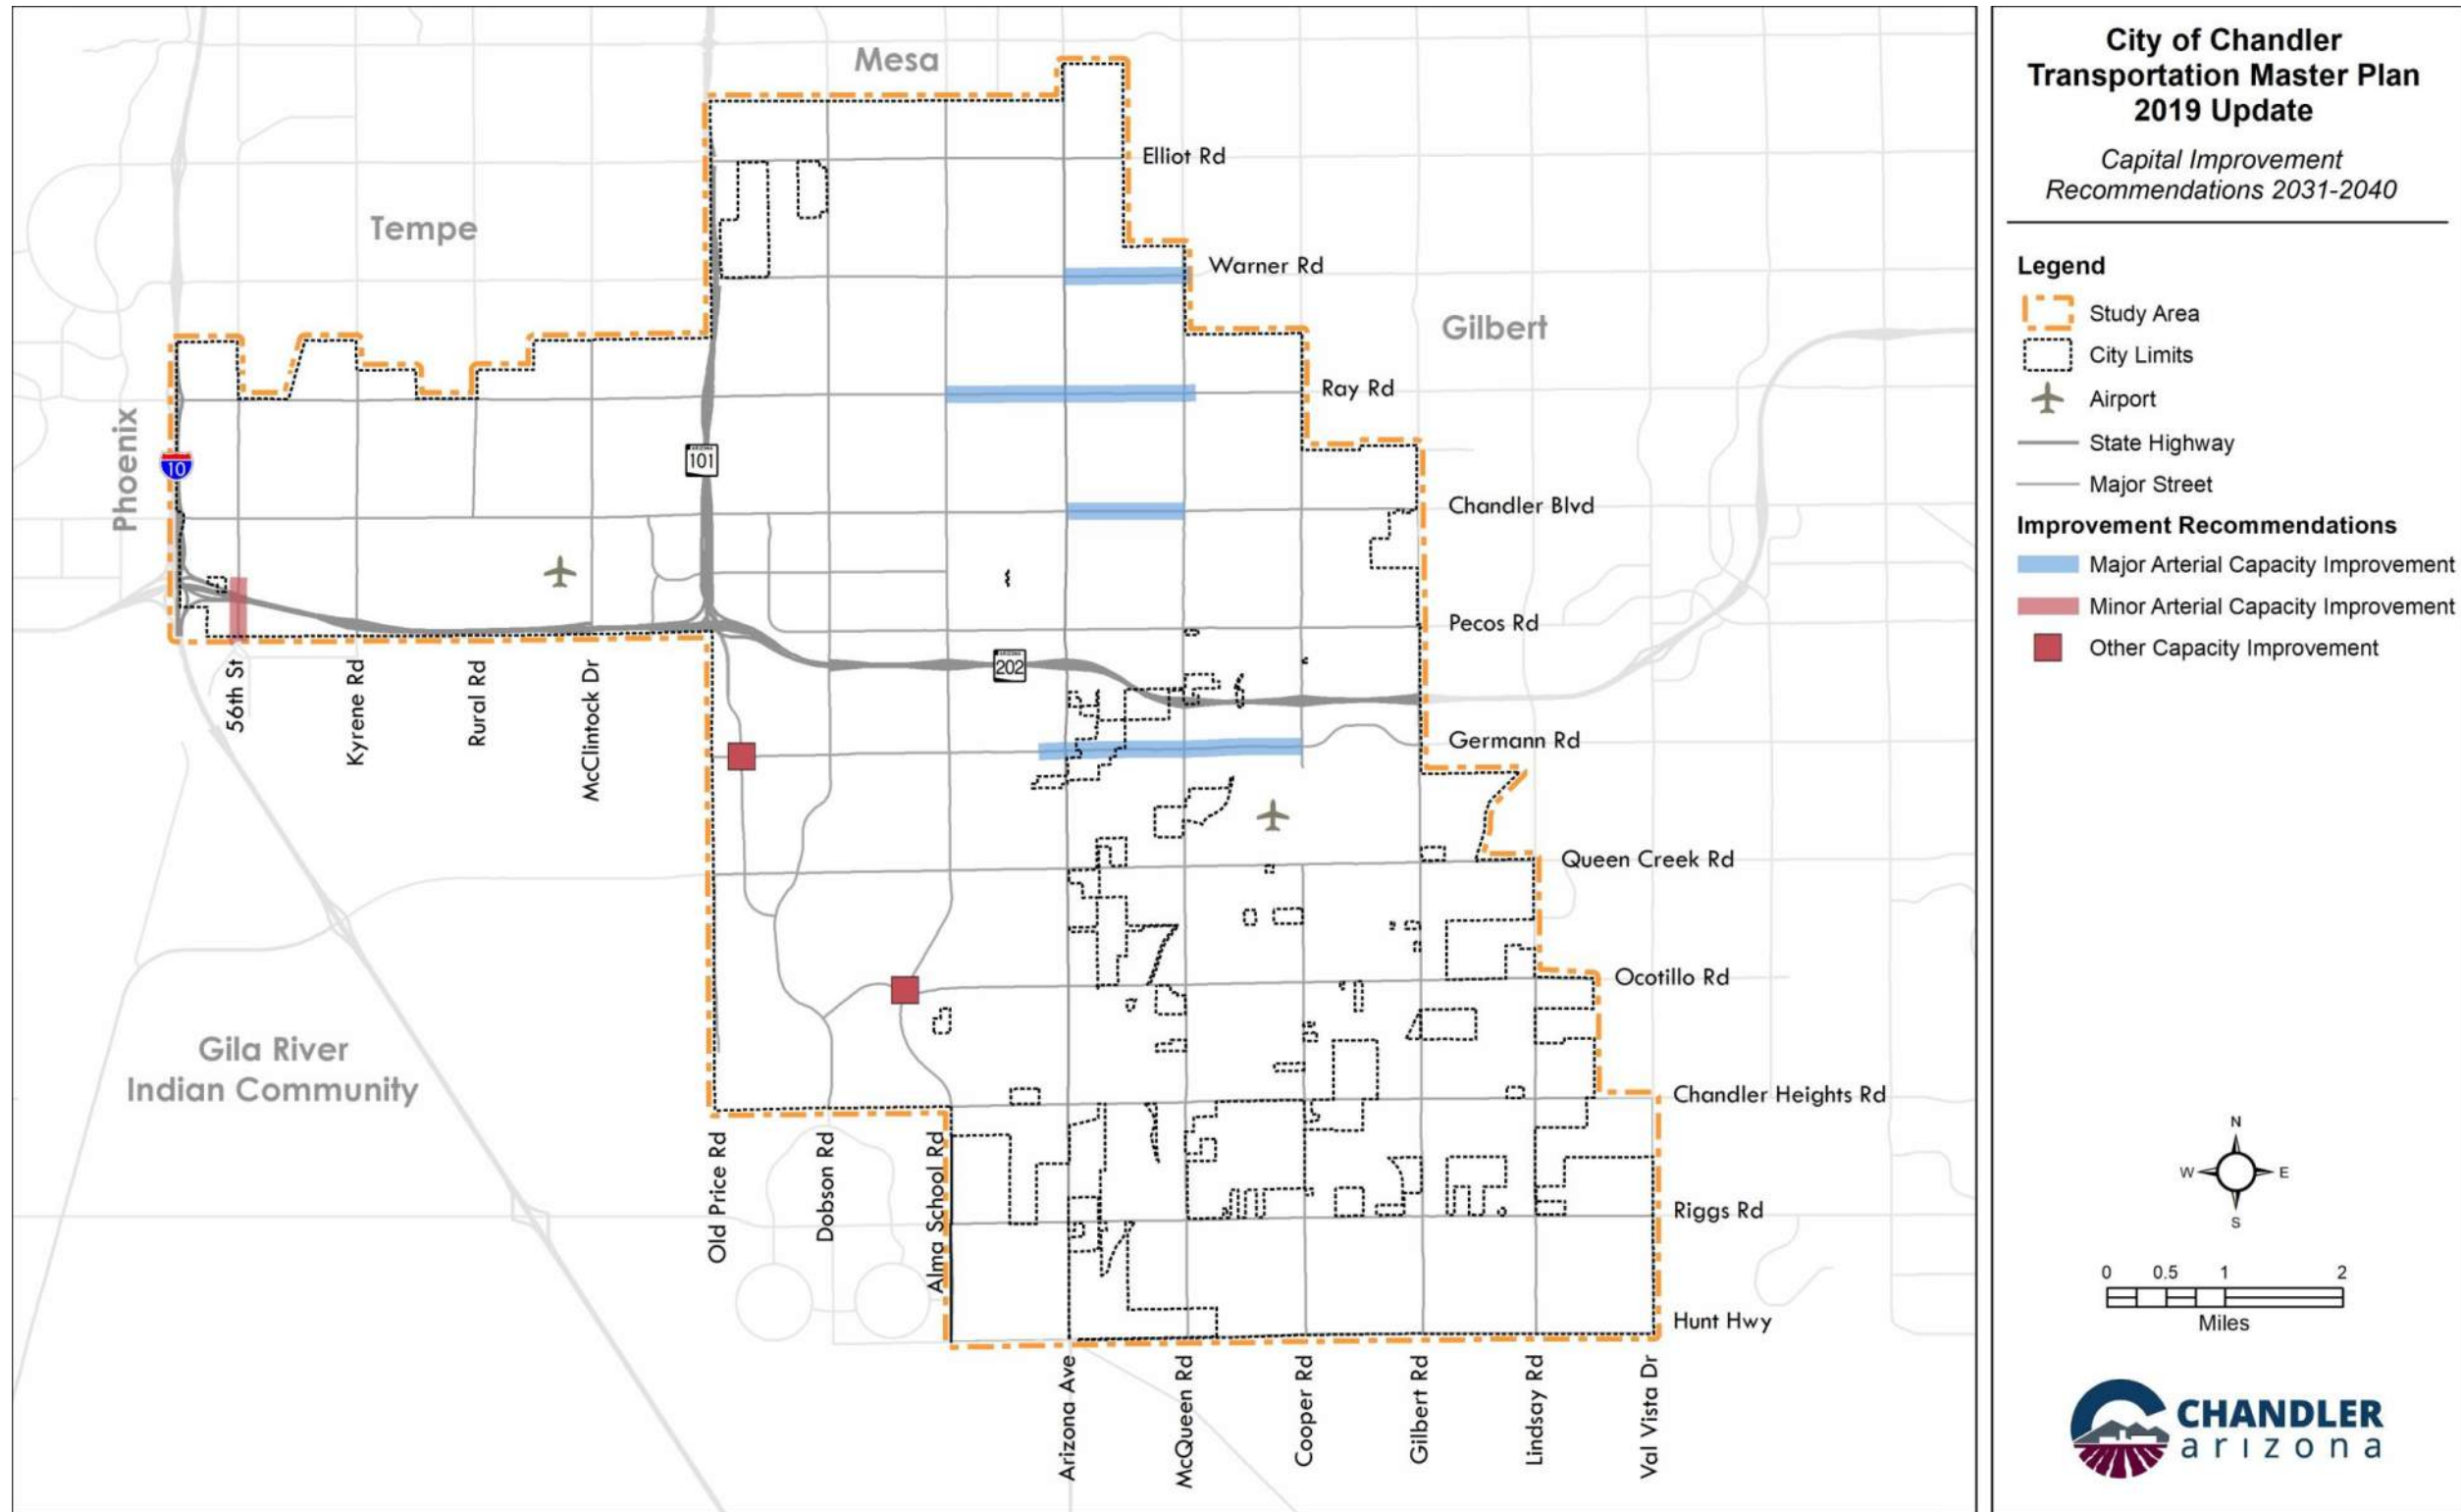 City of Chandler
Transportation Master Plan
2019 Update
Capital Improvement
Recommendations 2031-2040
Legend
Study Area
City Limits
Airport
State Highway
Major Street
Improvement Recommendations
Major Arterial Capacity Improvement
Minor Arterial Capacity Improvement
Other Capacity Improvement
Mesa
Tempe
Gilbert
Phoenix
Gila River
Indian Community
Elliot Rd
Warner Rd
Ray Rd
Chandler Blvd
Pecos Rd
Germann Rd
Queen Creek Rd
Ocotillo Rd
Chandler Heights Rd
Riggs Rd
Hunt Hwy
10
ARIZONA
101
ARIZONA
202
56th St
Kyrene Rd
Rural Rd
McClintock Dr
Old Price Rd
Dobson Rd
Alma School Rd
Arizona Ave
McQueen Rd
Cooper Rd
Gilbert Rd
Lindsay Rd
Val Vista Dr
N
W E
S
0 0.5 1 2
Miles
CHANDLER
arizona